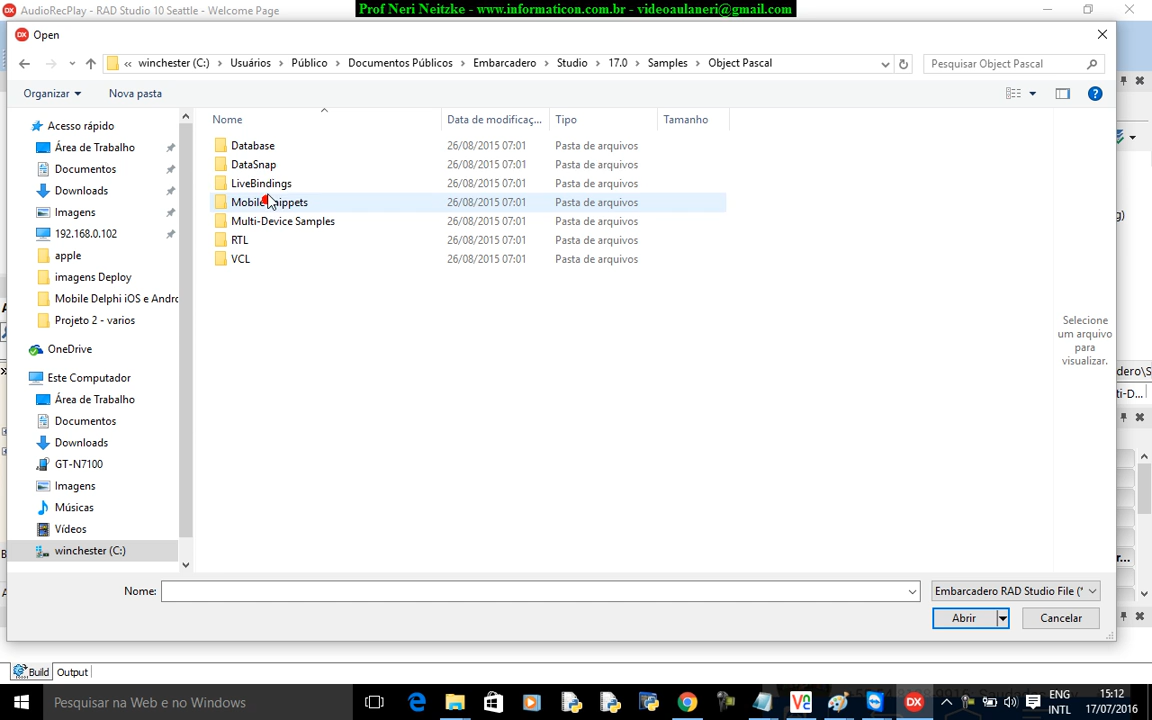 AudioRecPlay - RAD Studio 10 Seattle - Welcome Page
Prof Neri Neitzke - www.informaticon.com.br - videoaulaneri@gmail.com
Open
« winchester (C:) › Usuários › Público › Documentos Públicos › Embarcadero › Studio › 17.0 › Samples › Object Pascal
Pesquisar Object Pascal
Organizar
Nova pasta
Nome
Data de modificaç...
Tipo
Tamanho
Database 26/08/2015 07:01 Pasta de arquivos
DataSnap 26/08/2015 07:01 Pasta de arquivos
LiveBindings 26/08/2015 07:01 Pasta de arquivos
26/08/2015 07:01 Pasta de arquivos
Multi-Device Samples 26/08/2015 07:01 Pasta de arquivos
RTL 26/08/2015 07:01 Pasta de arquivos
VCL 26/08/2015 07:01 Pasta de arquivos
Acesso rápido
Área de Trabalho
Documentos
Downloads
Imagens
192.168.0.102
apple
imagens Deploy
Mobile Delphi iOS e Andro
Projeto 2 - varios
OneDrive
Este Computador
Área de Trabalho
Documentos
Downloads
GT-N7100
Imagens
Músicas
Vídeos
winchester (C:)
Selecione
um arquivo
para
visualizar.
dero\S
ti-D...
Nome:
Embarcadero RAD Studio File (*
Abrir
Cancelar
Build
Output
Pesquisar na Web e no Windows
ENG
INTL
15:12
17/07/2016